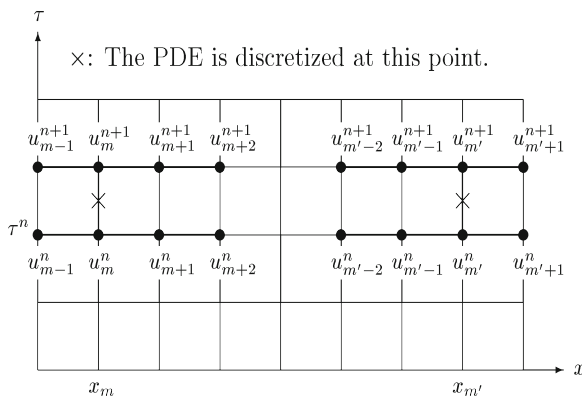 τ
×: The PDE is discretized at this point.
u_{m-1}^{n+1} u_m^{n+1} u_{m+1}^{n+1} u_{m+2}^{n+1} u_{m'-2}^{n+1} u_{m'-1}^{n+1} u_{m'}^{n+1} u_{m'+1}^{n+1}
τ^n
u_{m-1}^n u_m^n u_{m+1}^n u_{m+2}^n u_{m'-2}^n u_{m'-1}^n u_{m'}^n u_{m'+1}^n
x
x_m x_{m'}